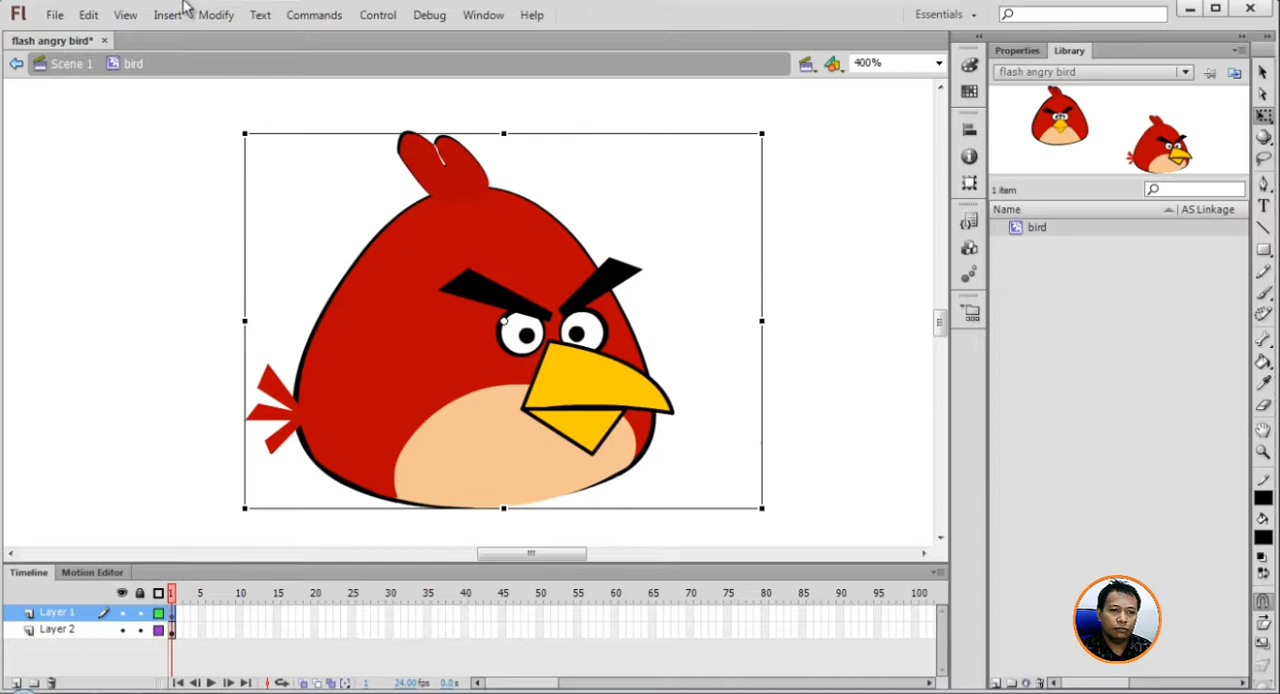 Fl File Edit View Insert Modify Text Commands Control Debug Window Help Essentials
flash angry bird* ×
Properties Library
Scene 1 bird 400%
flash angry bird
1 item
Name AS Linkage
bird
Timeline Motion Editor
1 5 10 15 20 25 30 35 40 45 50 55 60 65 70 75 80 85 90 95 100
Layer 1
Layer 2
1 24.00 fps 0.0 s